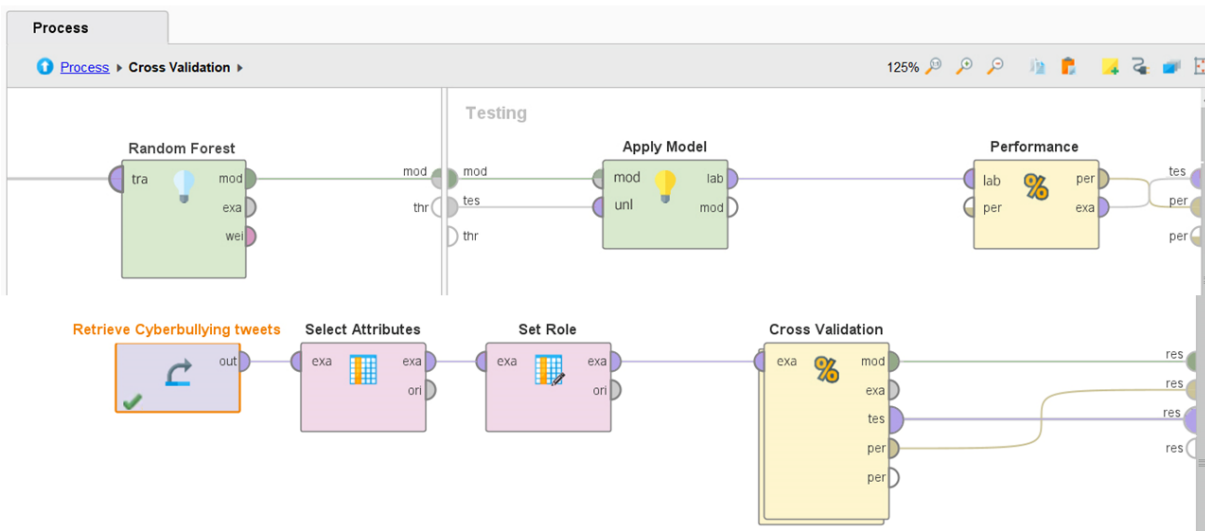 Process
Process ▸ Cross Validation ▸
125%
Testing
Random Forest
tra
mod
exa
wei
mod
thr
mod
tes
thr
Apply Model
mod
unl
lab
mod
Performance
lab
per
per
exa
tes
per
per
Retrieve Cyberbullying tweets
out
Select Attributes
exa
exa
ori
Set Role
exa
exa
ori
Cross Validation
exa
mod
exa
tes
per
per
res
res
res
res